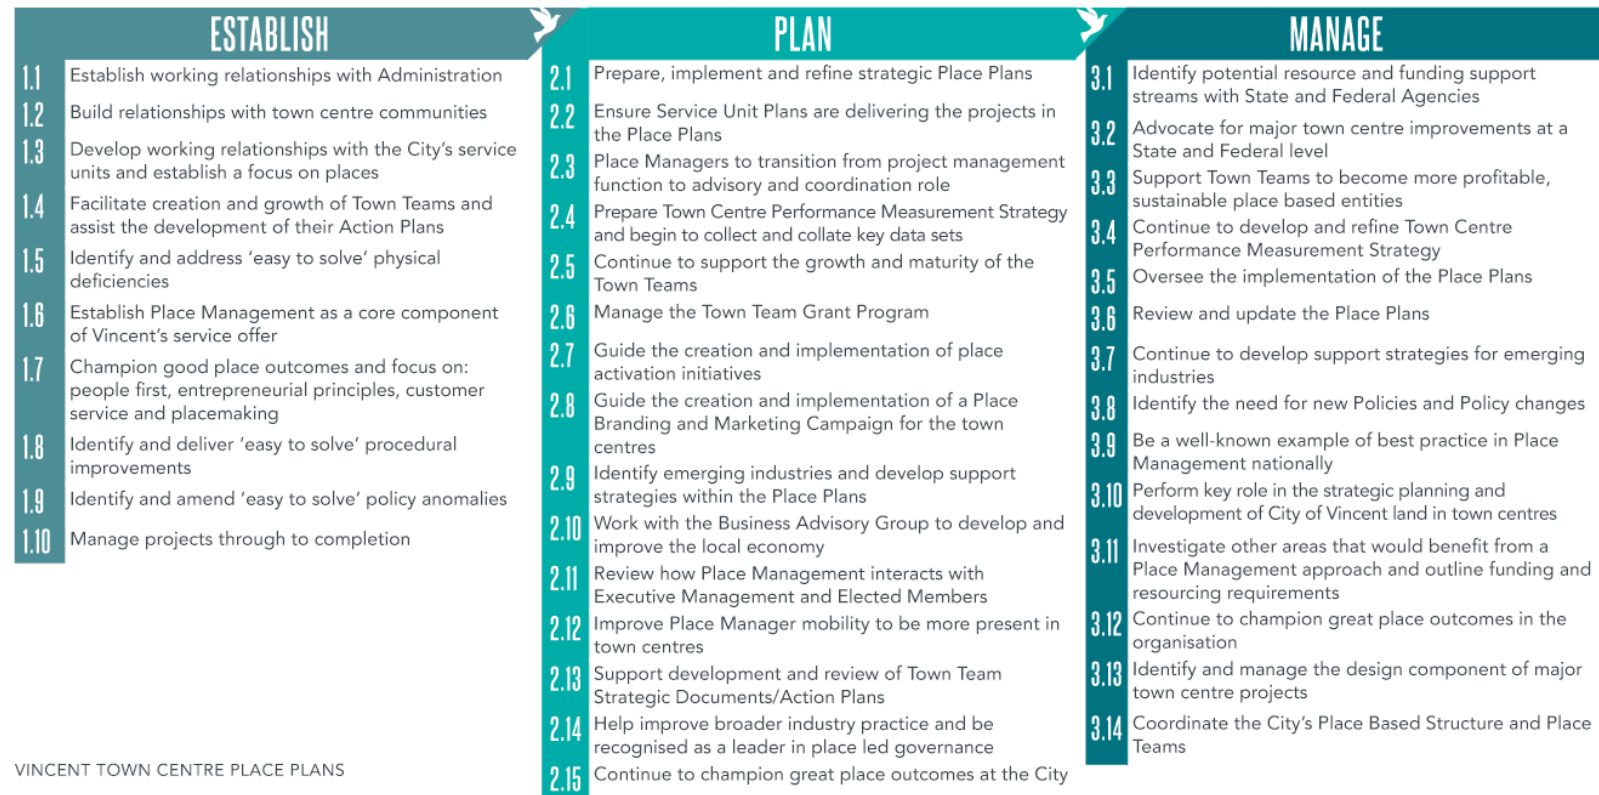 ESTABLISH
1.1 Establish working relationships with Administration
1.2 Build relationships with town centre communities
1.3 Develop working relationships with the City's service
units and establish a focus on places
1.4 Facilitate creation and growth of Town Teams and
assist the development of their Action Plans
1.5 Identify and address 'easy to solve' physical
deficiencies
1.6 Establish Place Management as a core component
of Vincent's service offer
1.7 Champion good place outcomes and focus on:
people first, entrepreneurial principles, customer
service and placemaking
1.8 Identify and deliver 'easy to solve' procedural
improvements
1.9 Identify and amend 'easy to solve' policy anomalies
1.10 Manage projects through to completion
PLAN
2.1 Prepare, implement and refine strategic Place Plans
2.2 Ensure Service Unit Plans are delivering the projects in
the Place Plans
2.3 Place Managers to transition from project management
function to advisory and coordination role
2.4 Prepare Town Centre Performance Measurement Strategy
and begin to collect and collate key data sets
2.5 Continue to support the growth and maturity of the
Town Teams
2.6 Manage the Town Team Grant Program
2.7 Guide the creation and implementation of place
activation initiatives
2.8 Guide the creation and implementation of a Place
Branding and Marketing Campaign for the town
centres
2.9 Identify emerging industries and develop support
strategies within the Place Plans
2.10 Work with the Business Advisory Group to develop and
improve the local economy
2.11 Review how Place Management interacts with
Executive Management and Elected Members
2.12 Improve Place Manager mobility to be more present in
town centres
2.13 Support development and review of Town Team
Strategic Documents/Action Plans
2.14 Help improve broader industry practice and be
recognised as a leader in place led governance
2.15 Continue to champion great place outcomes at the City
MANAGE
3.1 Identify potential resource and funding support
streams with State and Federal Agencies
3.2 Advocate for major town centre improvements at a
State and Federal level
3.3 Support Town Teams to become more profitable,
sustainable place based entities
3.4 Continue to develop and refine Town Centre
Performance Measurement Strategy
3.5 Oversee the implementation of the Place Plans
3.6 Review and update the Place Plans
3.7 Continue to develop support strategies for emerging
industries
3.8 Identify the need for new Policies and Policy changes
3.9 Be a well-known example of best practice in Place
Management nationally
3.10 Perform key role in the strategic planning and
development of City of Vincent land in town centres
3.11 Investigate other areas that would benefit from a
Place Management approach and outline funding and
resourcing requirements
3.12 Continue to champion great place outcomes in the
organisation
3.13 Identify and manage the design component of major
town centre projects
3.14 Coordinate the City's Place Based Structure and Place
Teams
VINCENT TOWN CENTRE PLACE PLANS